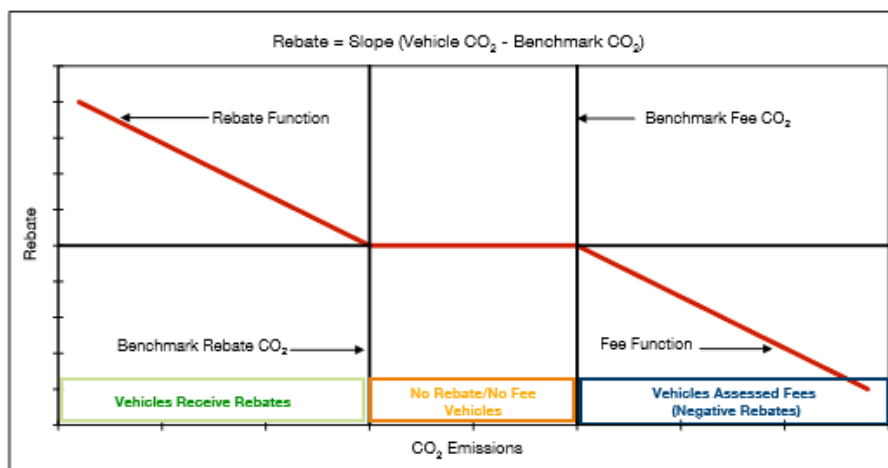 Rebate = Slope (Vehicle CO₂ - Benchmark CO₂)
Rebate Function
Benchmark Fee CO₂
Rebate
Benchmark Rebate CO₂
Fee Function
Vehicles Receive Rebates
No Rebate/No Fee
Vehicles
Vehicles Assessed Fees
(Negative Rebates)
CO₂ Emissions